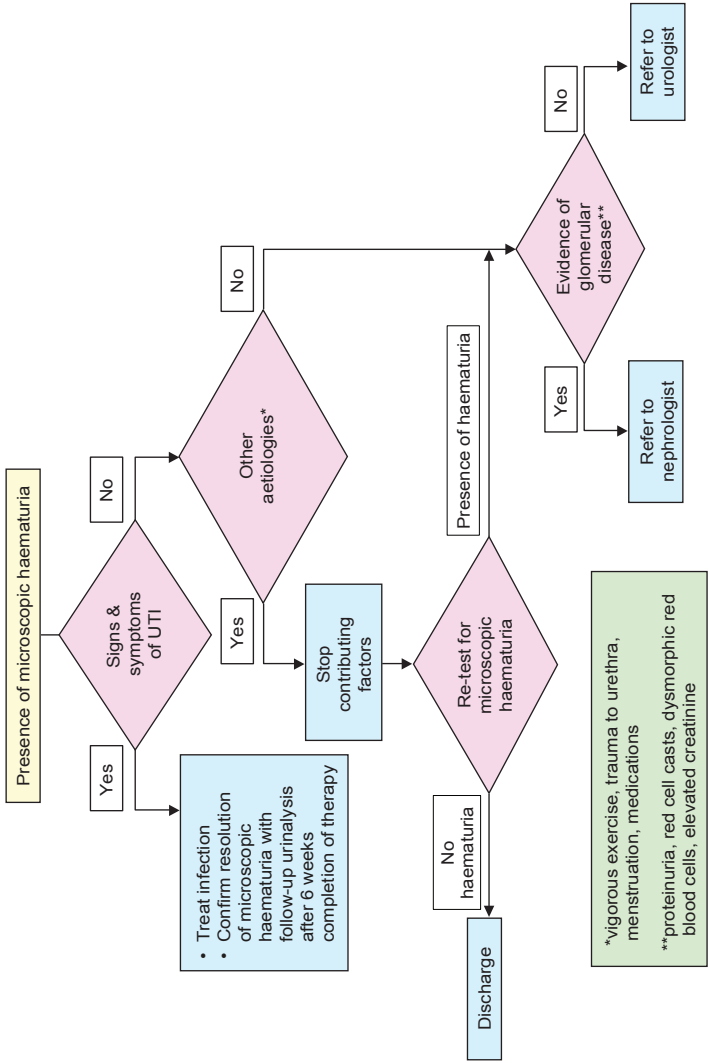 Presence of microscopic haematuria
Signs &
symptoms
of UTI
Yes
No
• Treat infection
• Confirm resolution
of microscopic
haematuria with
follow-up urinalysis
after 6 weeks
completion of therapy
Other
aetiologies*
Yes
No
Stop
contributing
factors
Re-test for
microscopic
haematuria
No
haematuria
Presence of haematuria
Discharge
Evidence of
glomerular
disease**
Yes
No
Refer to
nephrologist
Refer to
urologist
*vigorous exercise, trauma to urethra,
menstruation, medications
**proteinuria, red cell casts, dysmorphic red
blood cells, elevated creatinine